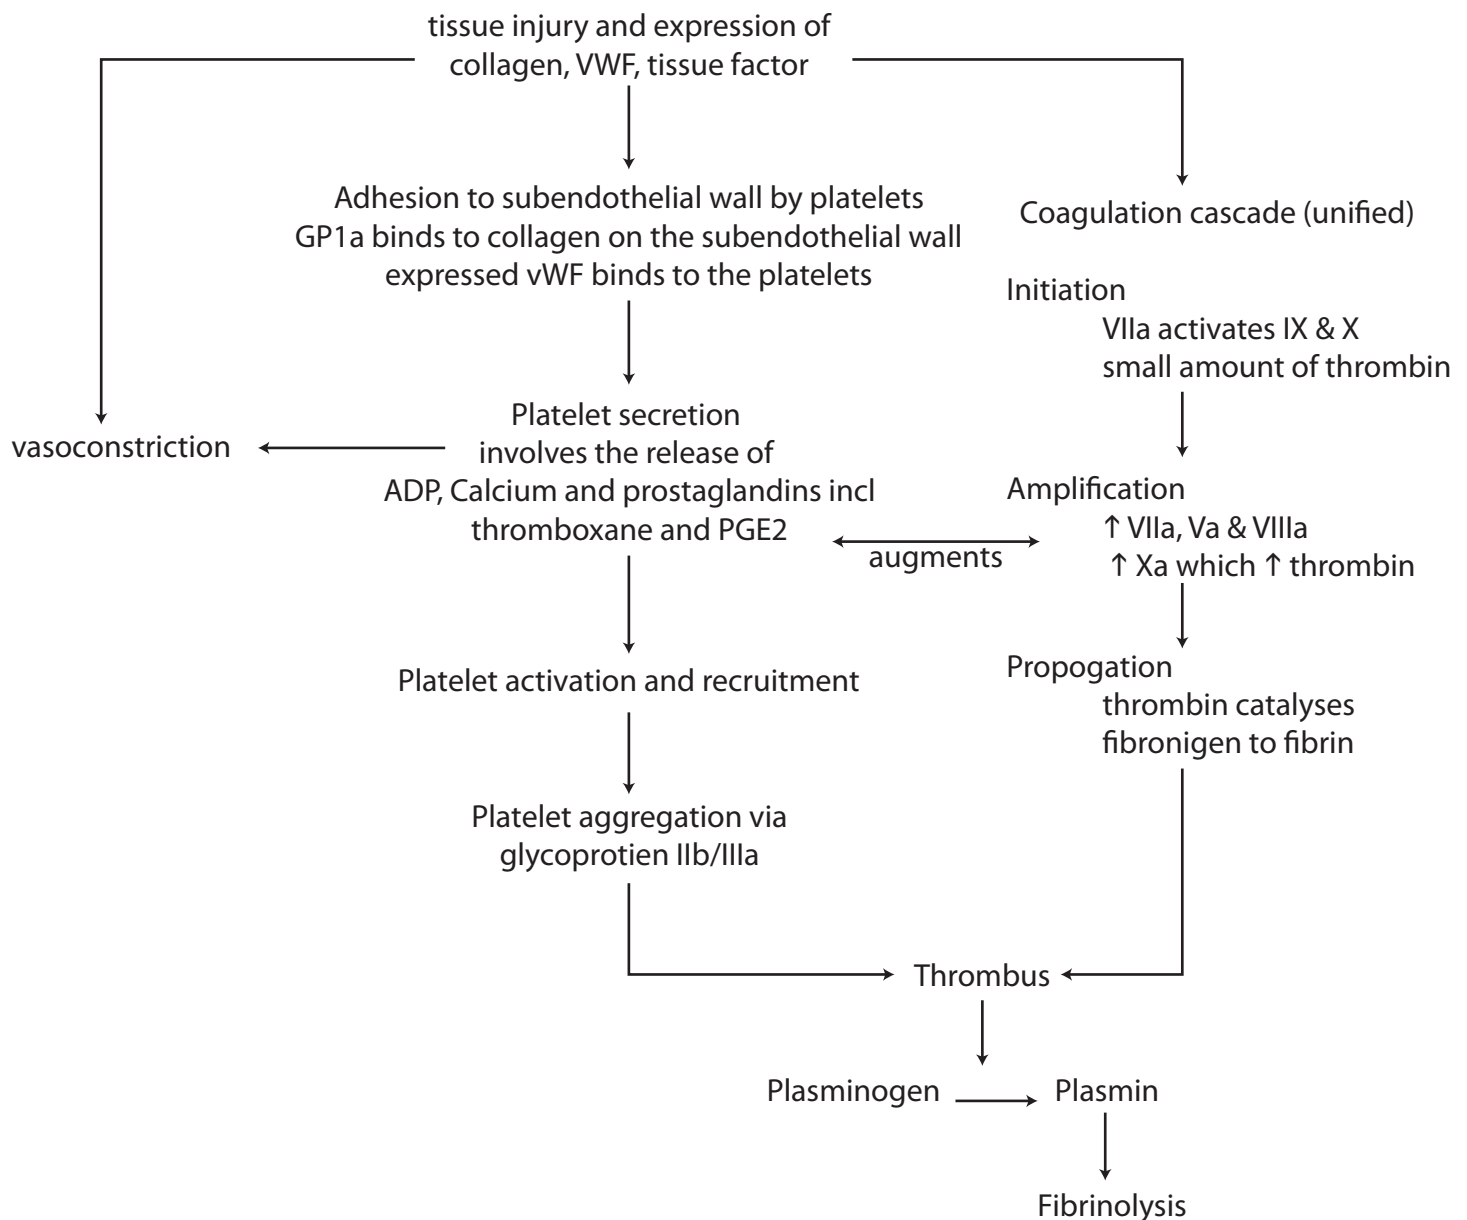 tissue injury and expression of
collagen, VWF, tissue factor
Adhesion to subendothelial wall by platelets
GP1a binds to collagen on the subendothelial wall
expressed vWF binds to the platelets
Coagulation cascade (unified)
Initiation
VIIa activates IX & X
small amount of thrombin
Platelet secretion
involves the release of
ADP, Calcium and prostaglandins incl
thromboxane and PGE2
vasoconstriction
augments
Amplification
↑ VIIa, Va & VIIIa
↑ Xa which ↑ thrombin
Platelet activation and recruitment
Propogation
thrombin catalyses
fibronigen to fibrin
Platelet aggregation via
glycoprotien IIb/IIIa
Thrombus
Plasminogen
Plasmin
Fibrinolysis